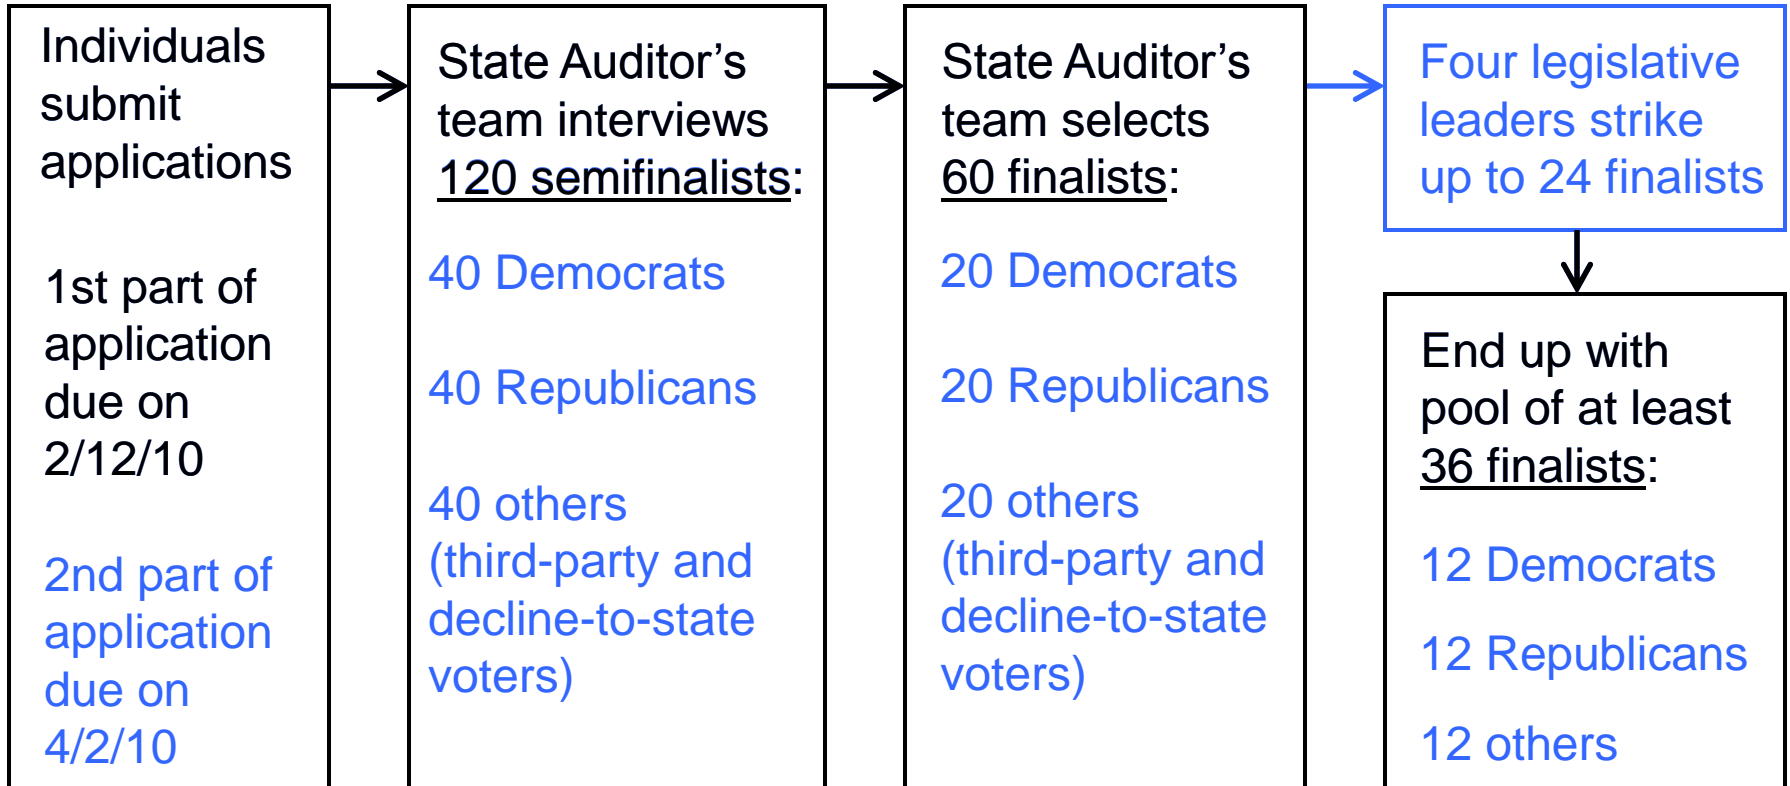 Individuals
submit
applications
1st part of
application
due on
2/12/10
2nd part of
application
due on
4/2/10
State Auditor’s
team interviews
120 semifinalists:
40 Democrats
40 Republicans
40 others
(third-party and
decline-to-state
voters)
State Auditor’s
team selects
60 finalists:
20 Democrats
20 Republicans
20 others
(third-party and
decline-to-state
voters)
Four legislative
leaders strike
up to 24 finalists
End up with
pool of at least
36 finalists:
12 Democrats
12 Republicans
12 others